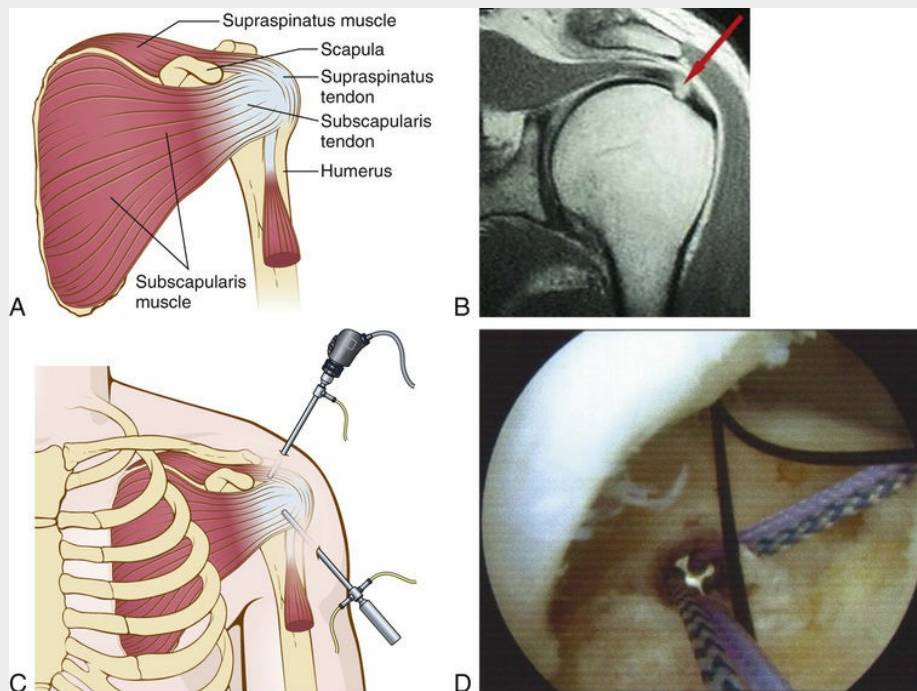 Supraspinatus muscle
Scapula
Supraspinatus
tendon
Subscapularis
tendon
Humerus
Subscapularis
muscle
A
B
C
D